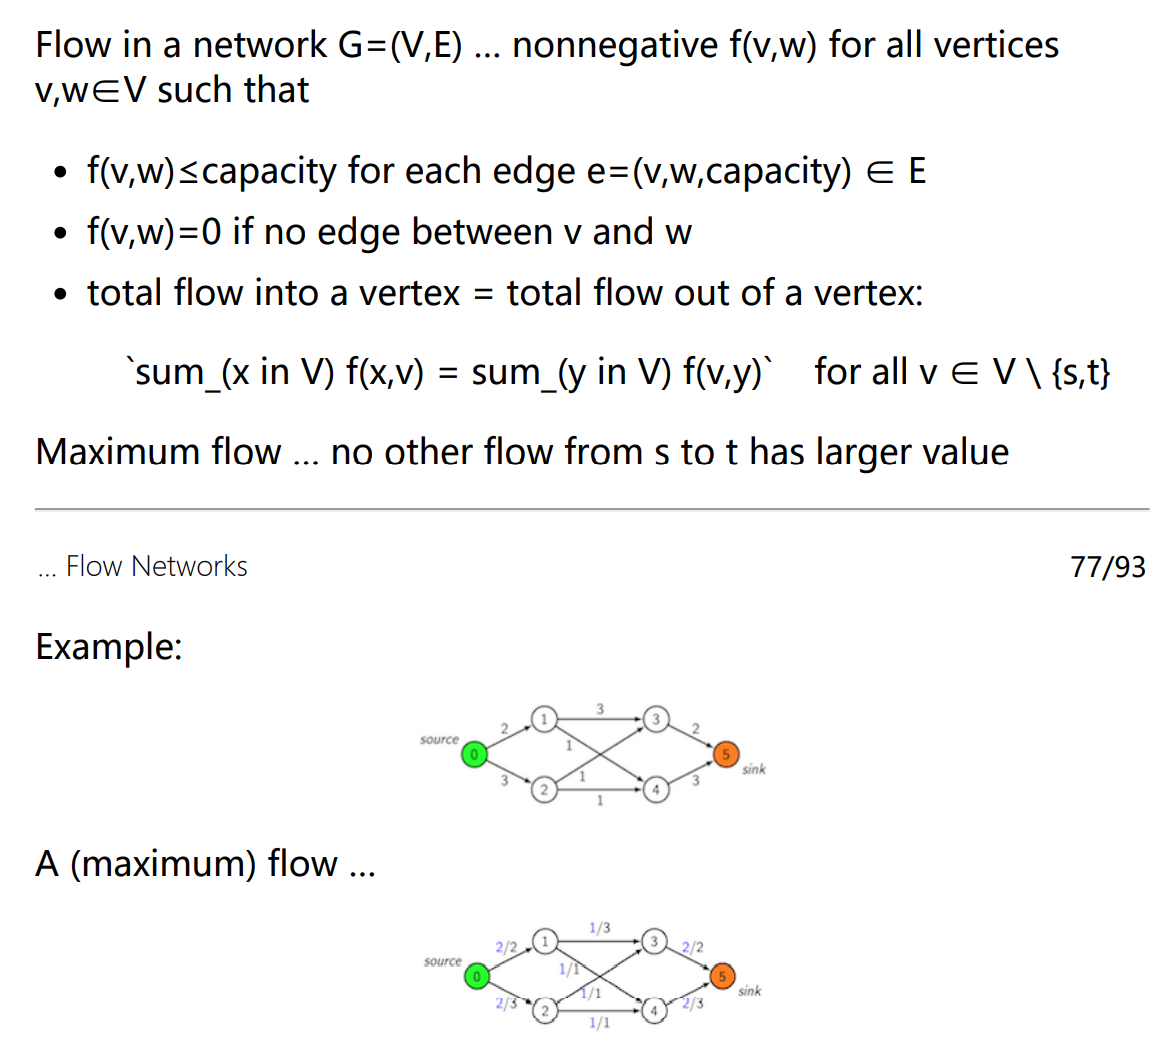 Flow in a network G=(V,E) ... nonnegative f(v,w) for all vertices
v,w∈V such that
• f(v,w)≤capacity for each edge e=(v,w,capacity) ∈ E
• f(v,w)=0 if no edge between v and w
• total flow into a vertex = total flow out of a vertex:
`sum_(x in V) f(x,v) = sum_(y in V) f(v,y)` for all v ∈ V \ {s,t}
Maximum flow ... no other flow from s to t has larger value
... Flow Networks 77/93
Example:
3
2 1 3 2
source 0 1 5
sink
3 1 3
2 4
1
A (maximum) flow ...
1/3
2/2 1 3 2/2
source 0 1/1 5
sink
2/3 1/1 2/3
2 4
1/1